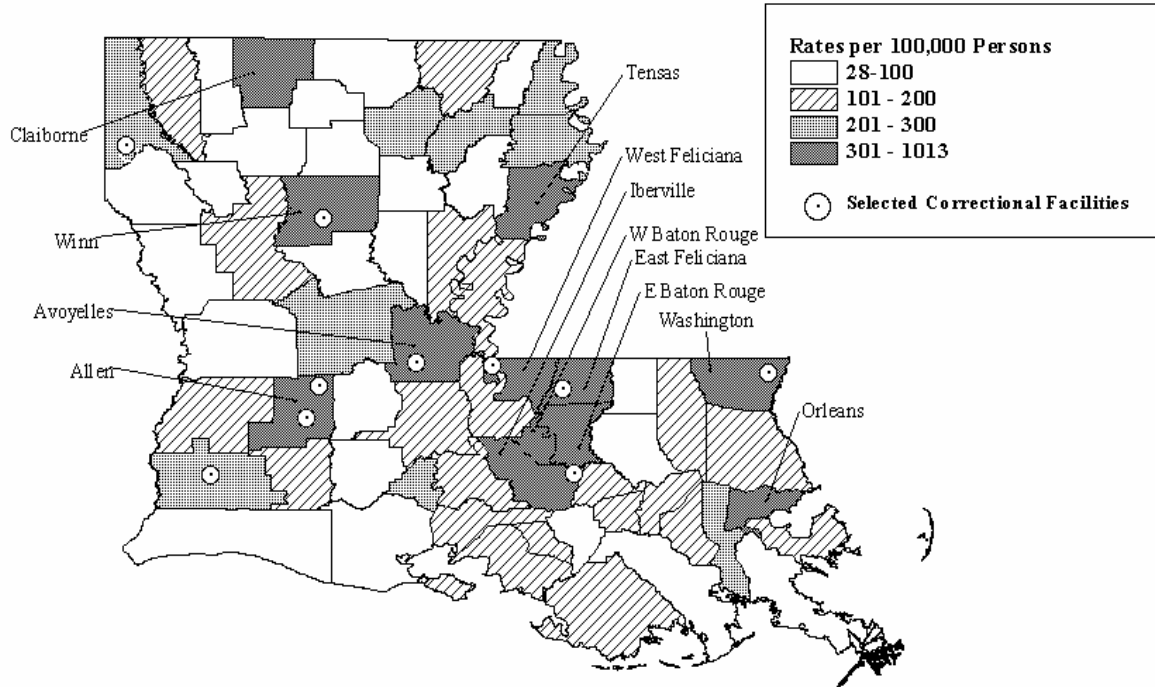 Rates per 100,000 Persons
28-100
101 - 200
201 - 300
301 - 1013
Selected Correctional Facilities
Tensas
Claiborne
West Feliciana
Iberville
Winn
W Baton Rouge
East Feliciana
E Baton Rouge
Avoyelles
Washington
Allen
Orleans